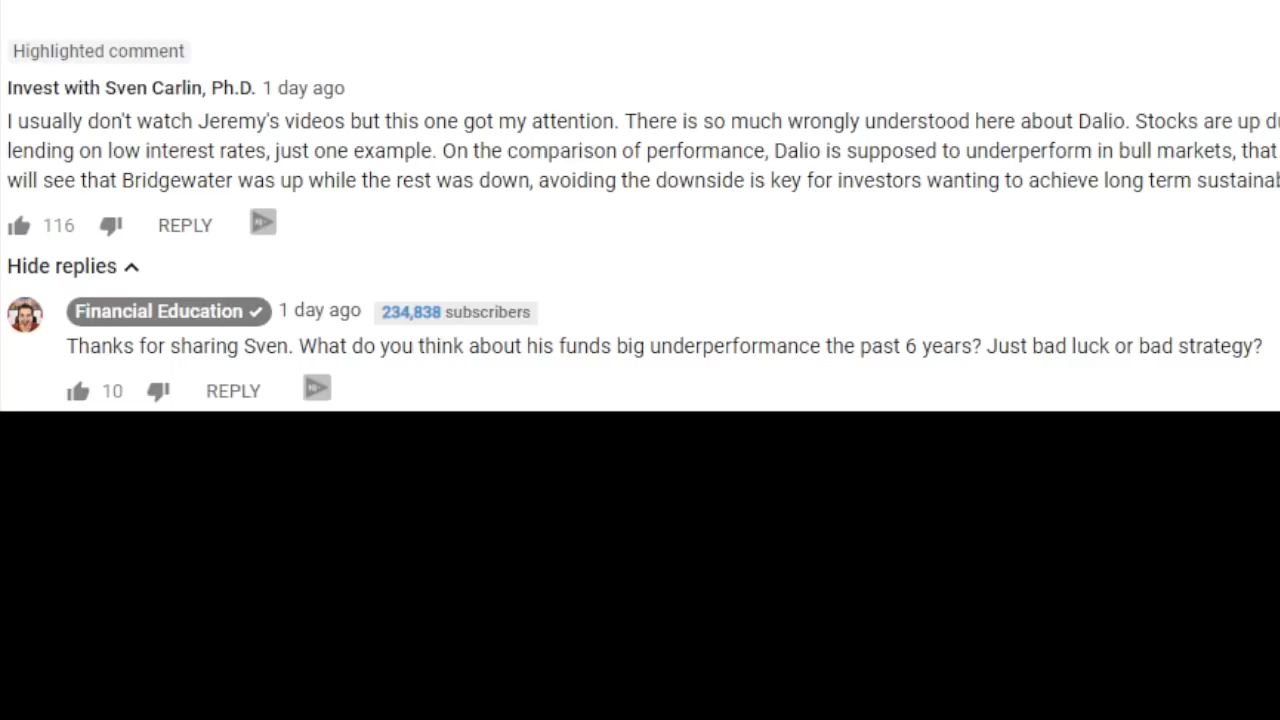 Highlighted comment
Invest with Sven Carlin, Ph.D. 1 day ago
I usually don't watch Jeremy's videos but this one got my attention. There is so much wrongly understood here about Dalio. Stocks are up
lending on low interest rates, just one example. On the comparison of performance, Dalio is supposed to underperform in bull markets, that
will see that Bridgewater was up while the rest was down, avoiding the downside is key for investors wanting to achieve long term
116 REPLY
Hide replies
Financial Education 1 day ago 234,838 subscribers
Thanks for sharing Sven. What do you think about his funds big underperformance the past 6 years? Just bad luck or bad strategy?
10 REPLY